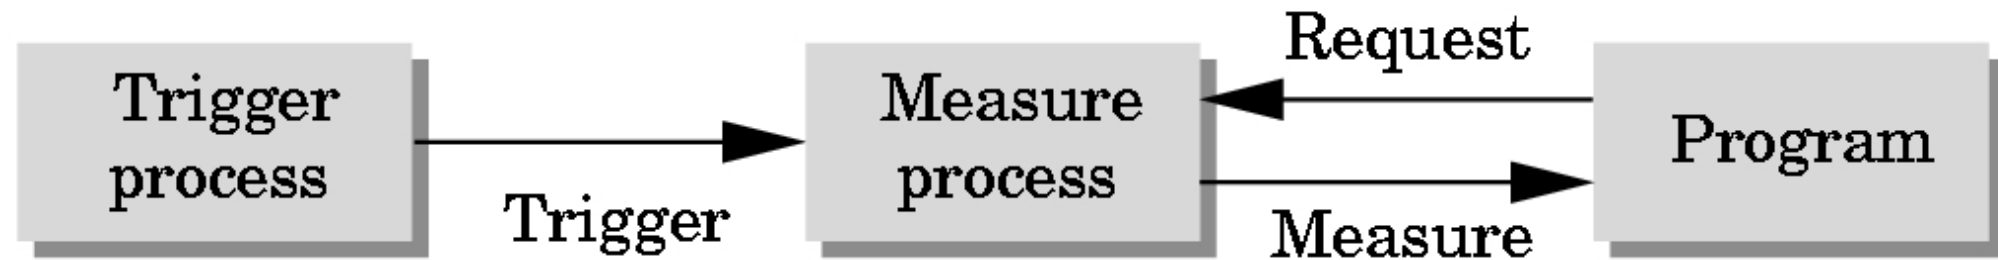 Trigger
process
Trigger
Measure
process
Request
Measure
Program